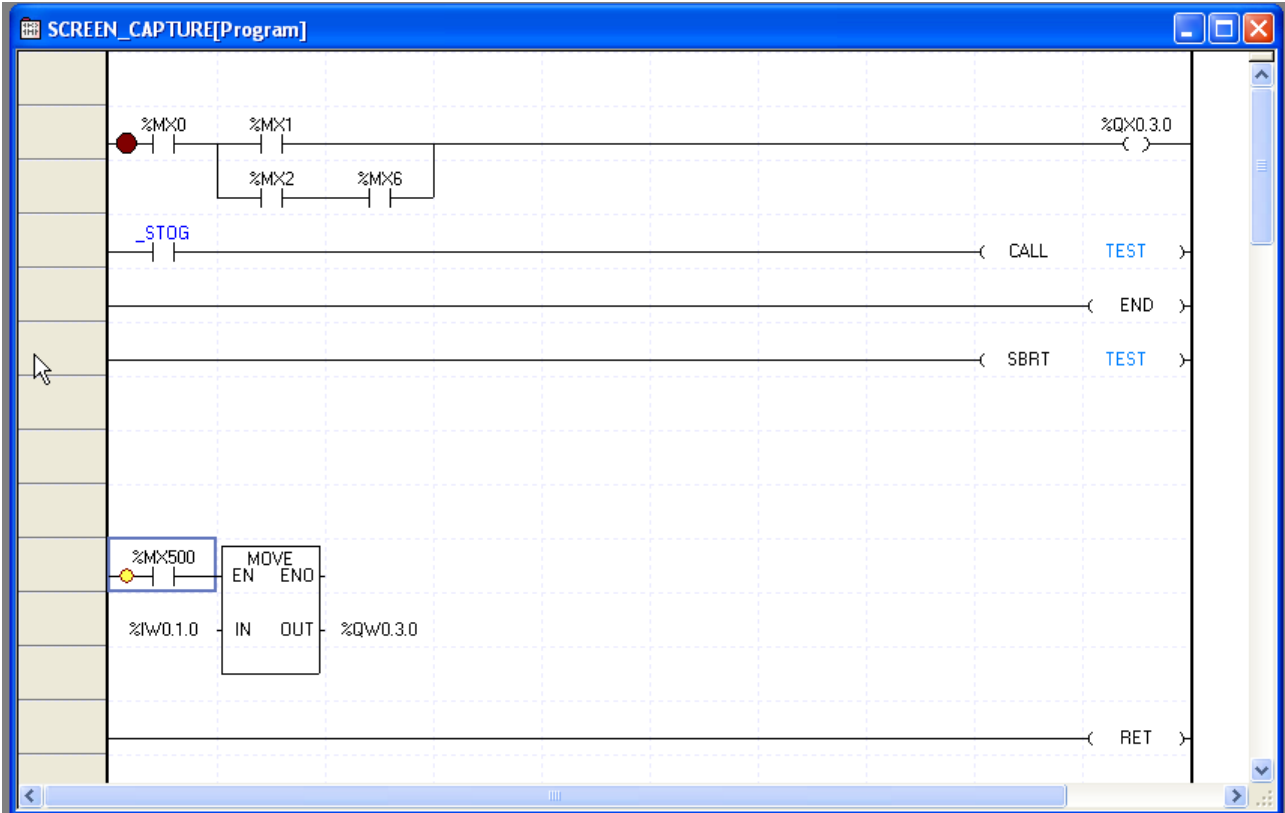 SCREEN_CAPTURE[Program]
%MX0 %MX1 %QX0.3.0
%MX2 %MX6
_STOG
CALL TEST
END
SBRT TEST
%MX500 MOVE
EN ENO
%IW0.1.0 IN OUT %QW0.3.0
RET